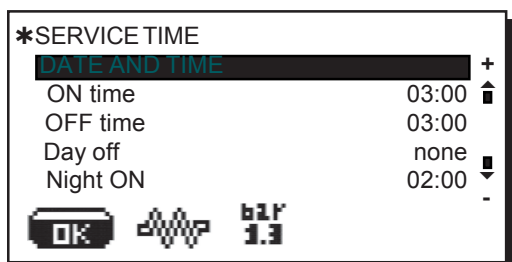 ✱SERVICE TIME
DATE AND TIME +
ON time 03:00
OFF time 03:00
Day off none
Night ON 02:00
-
OK bar 1.3